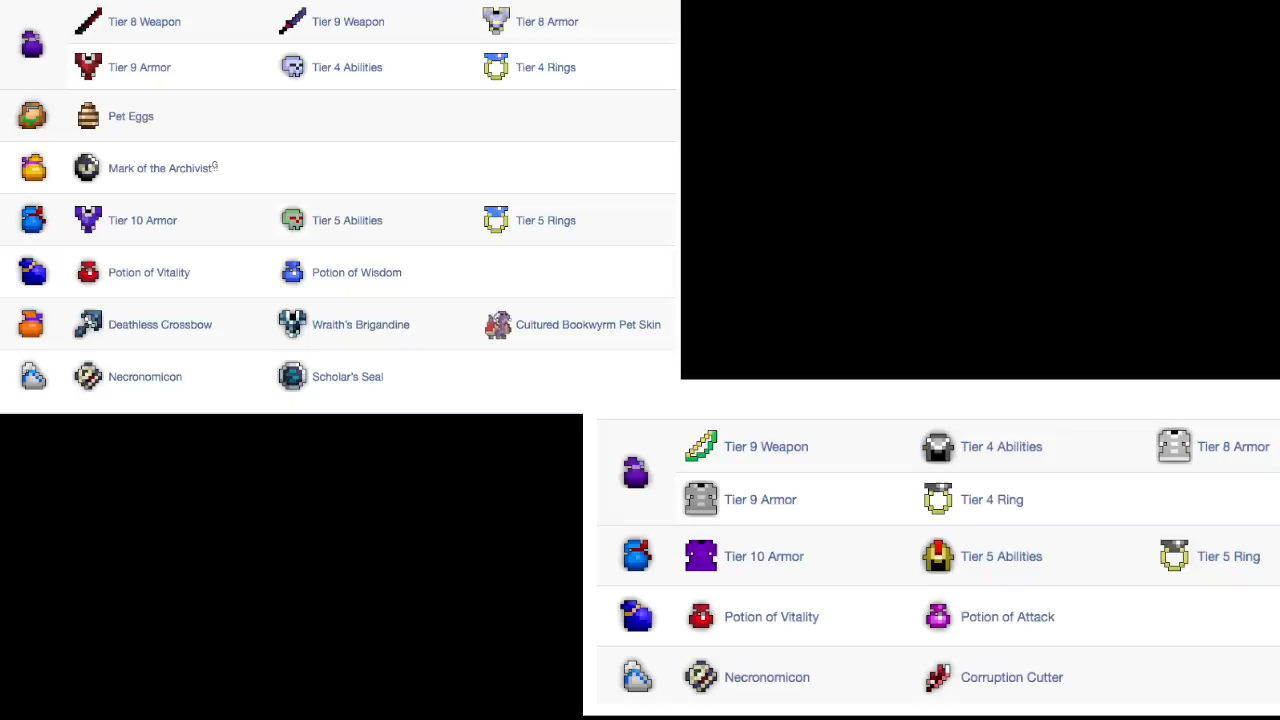 Tier 8 Weapon Tier 9 Weapon Tier 8 Armor
Tier 9 Armor Tier 4 Abilities Tier 4 Rings
Pet Eggs
Mark of the ArchivistG
Tier 10 Armor Tier 5 Abilities Tier 5 Rings
Potion of Vitality Potion of Wisdom
Deathless Crossbow Wraith's Brigandine Cultured Bookwyrm Pet Skin
Necronomicon Scholar's Seal
Tier 9 Weapon Tier 4 Abilities Tier 8 Armor
Tier 9 Armor Tier 4 Ring
Tier 10 Armor Tier 5 Abilities Tier 5 Ring
Potion of Vitality Potion of Attack
Necronomicon Corruption Cutter